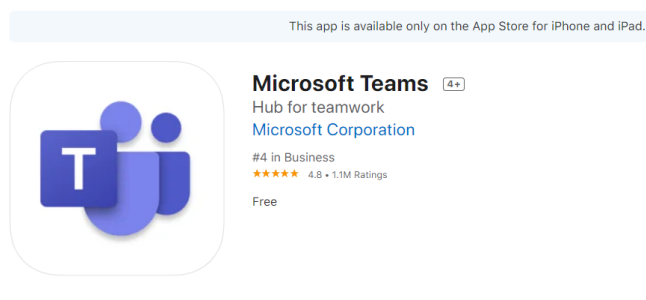 This app is available only on the App Store for iPhone and iPad.
T
Microsoft Teams 4+
Hub for teamwork
Microsoft Corporation
#4 in Business
★★★★★ 4.8 • 1.1M Ratings
Free